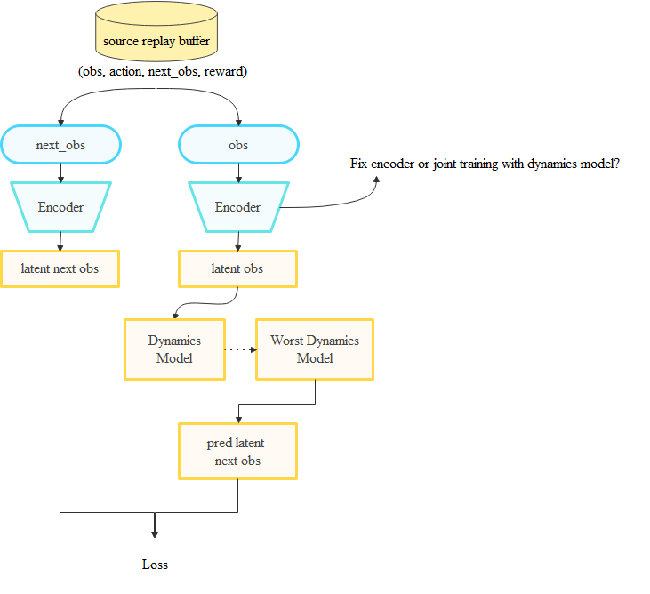 source replay buffer
(obs, action, next_obs, reward)
next_obs
obs
Fix encoder or joint training with dynamics model?
Encoder
Encoder
latent next obs
latent obs
Dynamics
Model
Worst Dynamics
Model
pred latent
next obs
Loss